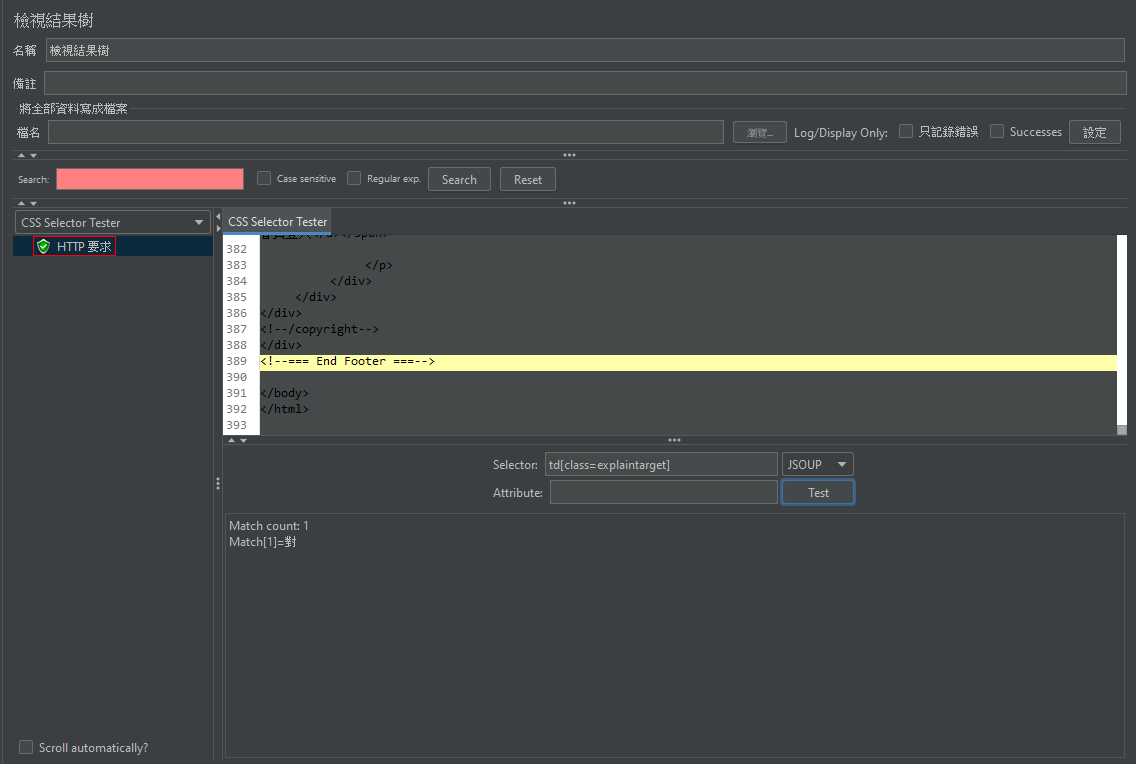 檢視結果樹
名稱 檢視結果樹
備註
將全部資料寫成檔案
檔名 瀏覽... Log/Display Only: 只記錄錯誤 Successes 設定
Search: Case sensitive Regular exp. Search Reset
CSS Selector Tester
HTTP 要求
CSS Selector Tester
382
383 </p>
384 </div>
385 </div>
386 </div>
387 <!--/copyright-->
388 </div>
389 <!--=== End Footer ===-->
390
391 </body>
392 </html>
393
Selector: td[class=explaintarget] JSOUP
Attribute: Test
Match count: 1
Match[1]=對
Scroll automatically?